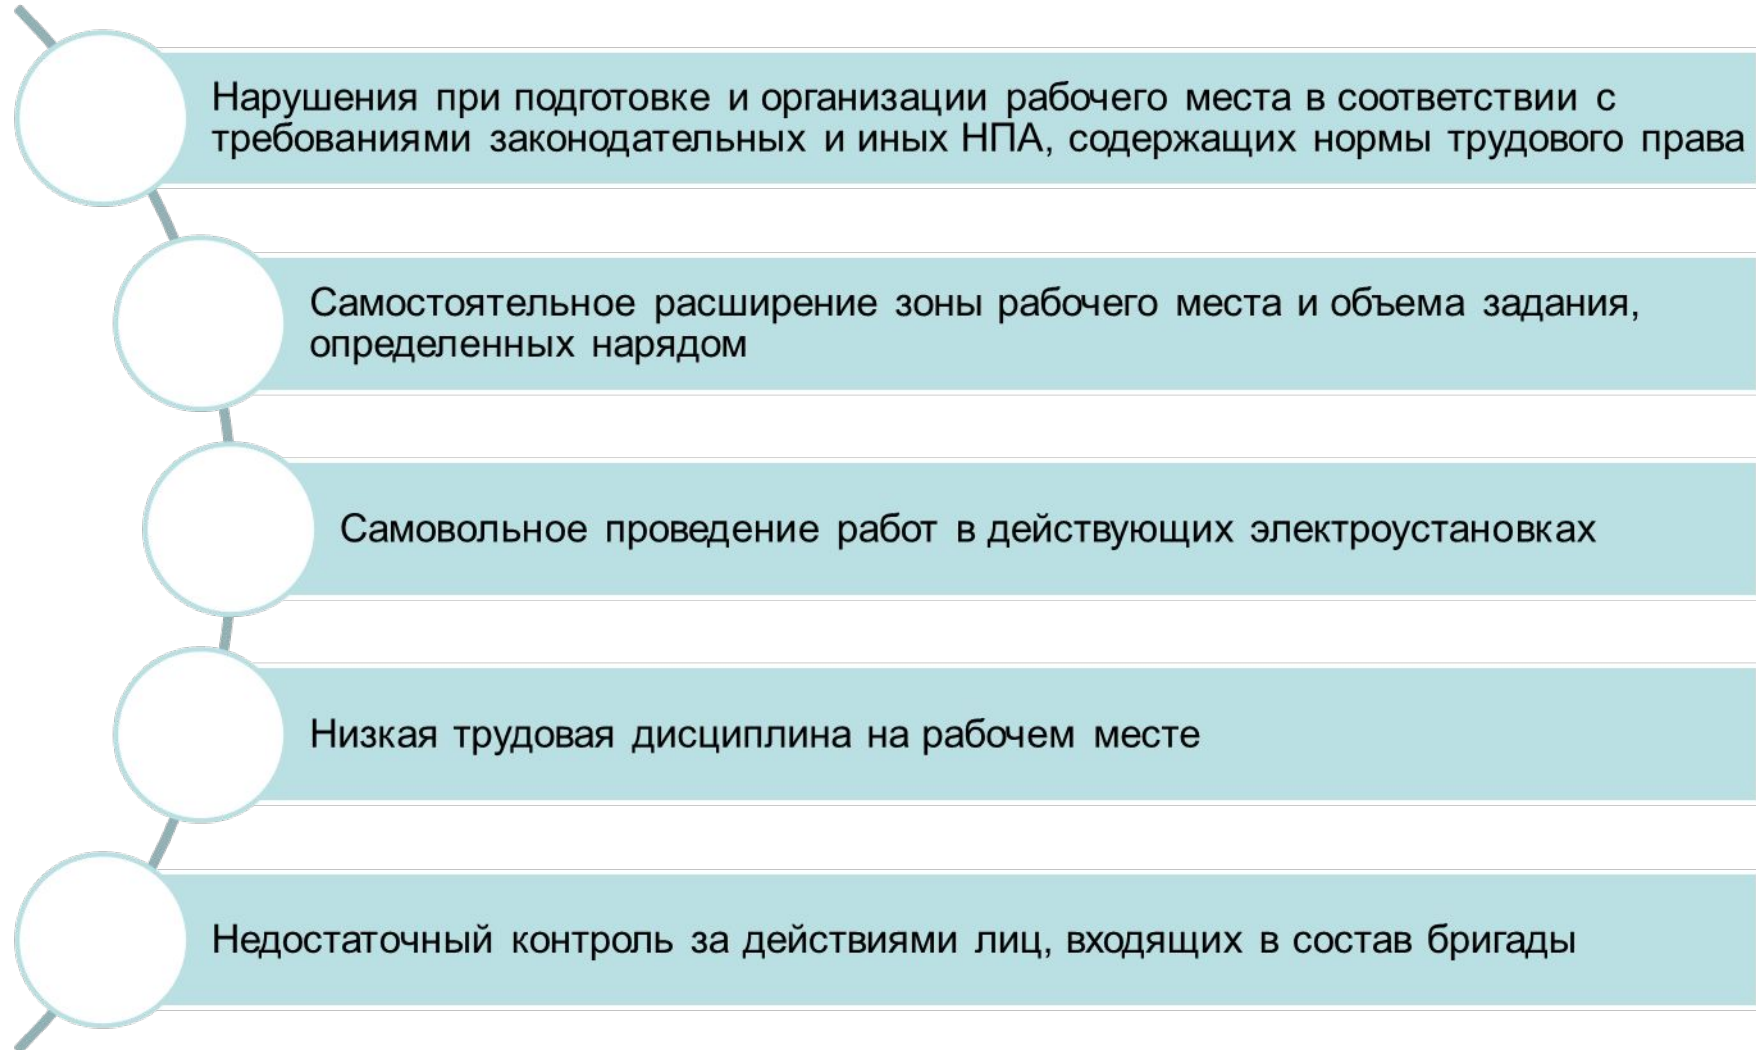 Нарушения при подготовке и организации рабочего места в соответствии с
требованиями законодательных и иных НПА, содержащих нормы трудового права
Самостоятельное расширение зоны рабочего места и объема задания,
определенных нарядом
Самовольное проведение работ в действующих электроустановках
Низкая трудовая дисциплина на рабочем месте
Недостаточный контроль за действиями лиц, входящих в состав бригады